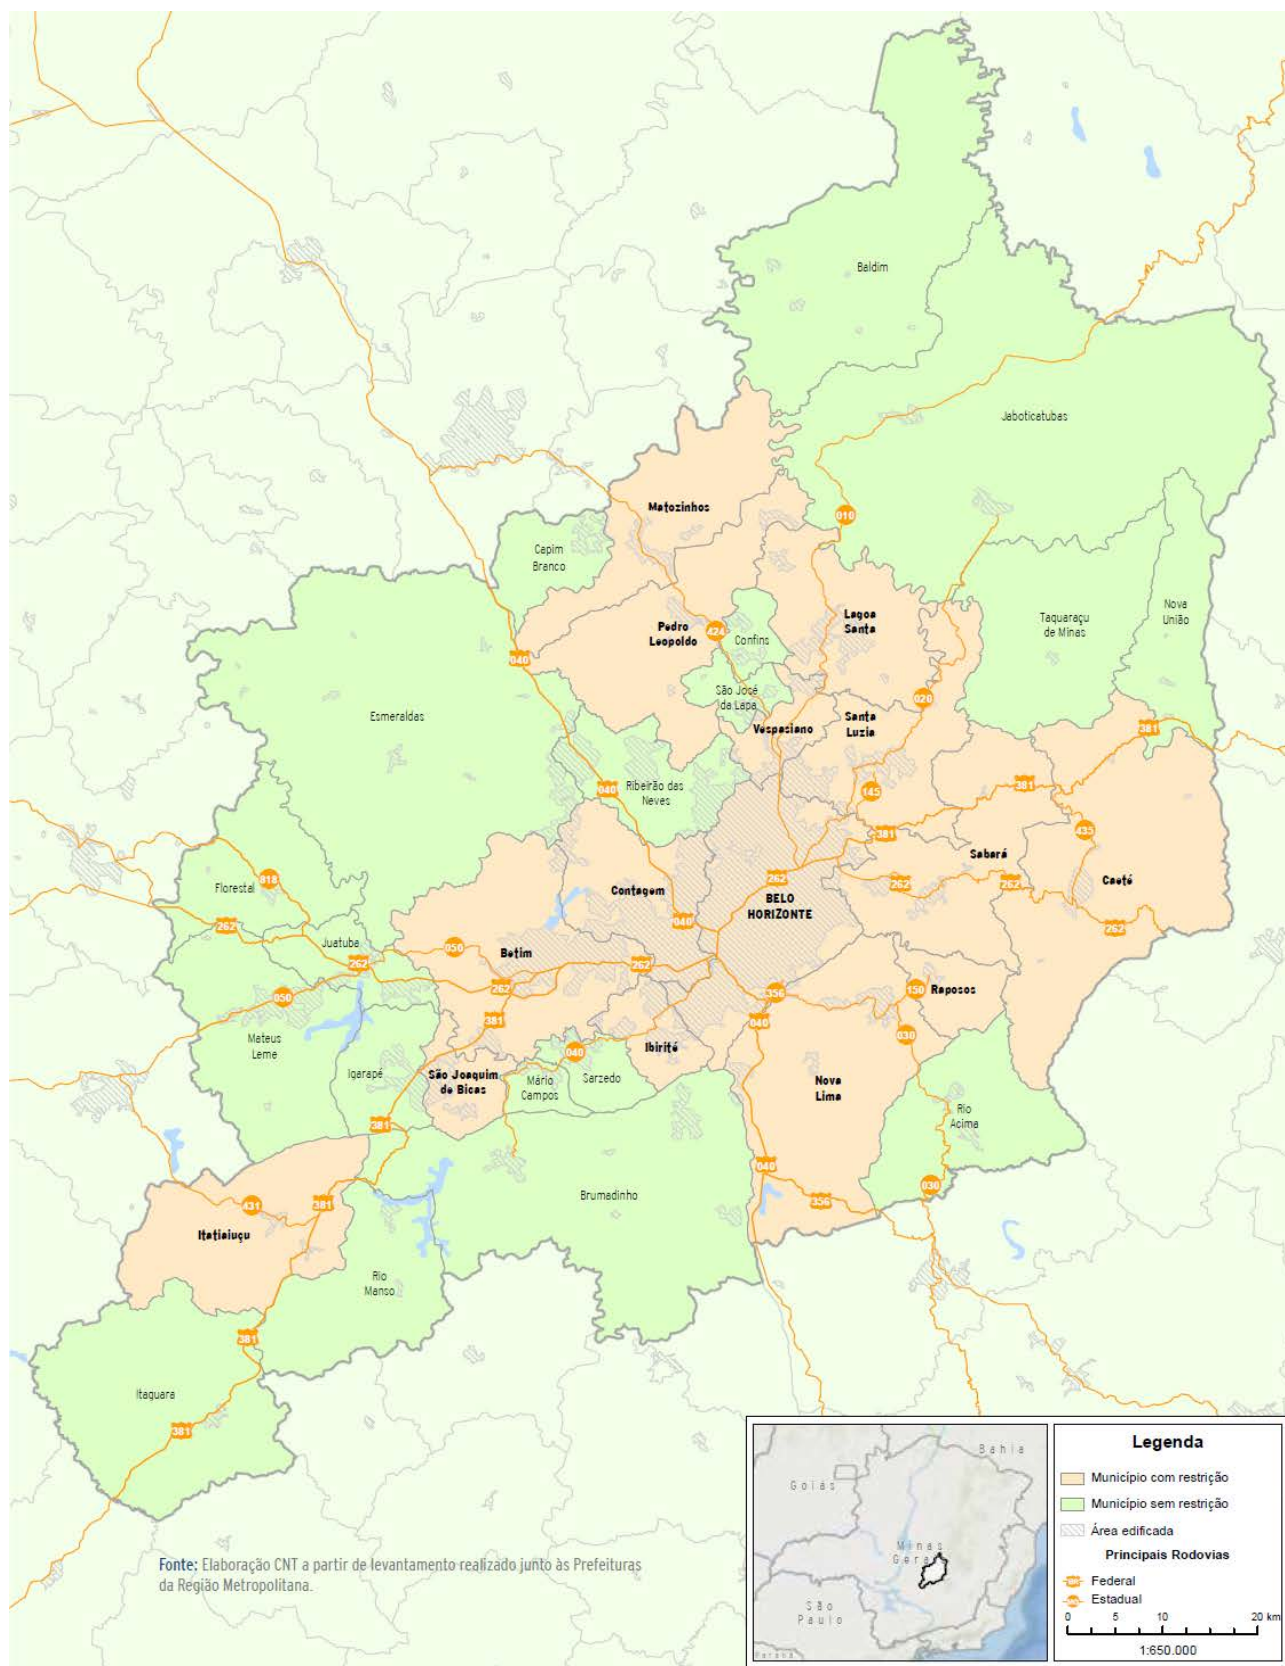 Baldim
Jaboticatubas
Matozinhos
010
Capim
Branco
Nova
União
Taquaraçu
de Minas
Lagoa
Santa
Pedro
Leopoldo
424
Confins
040
São José
da Lapa
020
Esmeraldas
Vespasiano
Santa
Luzia
381
Ribeirão das
Neves
040
145
381
381
435
Sabará
Caeté
262
Florestal
818
Contagem
262
262
262
BELO
HORIZONTE
040
262
262
Juatuba
050
Betim
262
262
262
381
050
356
150
Raposos
040
030
Mateus
Leme
Igarapé
São Joaquim
de Bicas
040
Mário
Campos
Sarzedo
Ibirité
Nova
Lima
Rio
Acima
381
040
030
356
Brumadinho
431
381
Itatiaiuçu
Rio
Manso
381
Itaguara
381
Fonte: Elaboração CNT a partir de levantamento realizado junto às Prefeituras
da Região Metropolitana.
Bahia
Goiás
Minas
Gerais
São
Paulo
Paraná
Legenda
Município com restrição
Município sem restrição
Área edificada
Principais Rodovias
Federal
Estadual
0 5 10 20 km
1:650.000